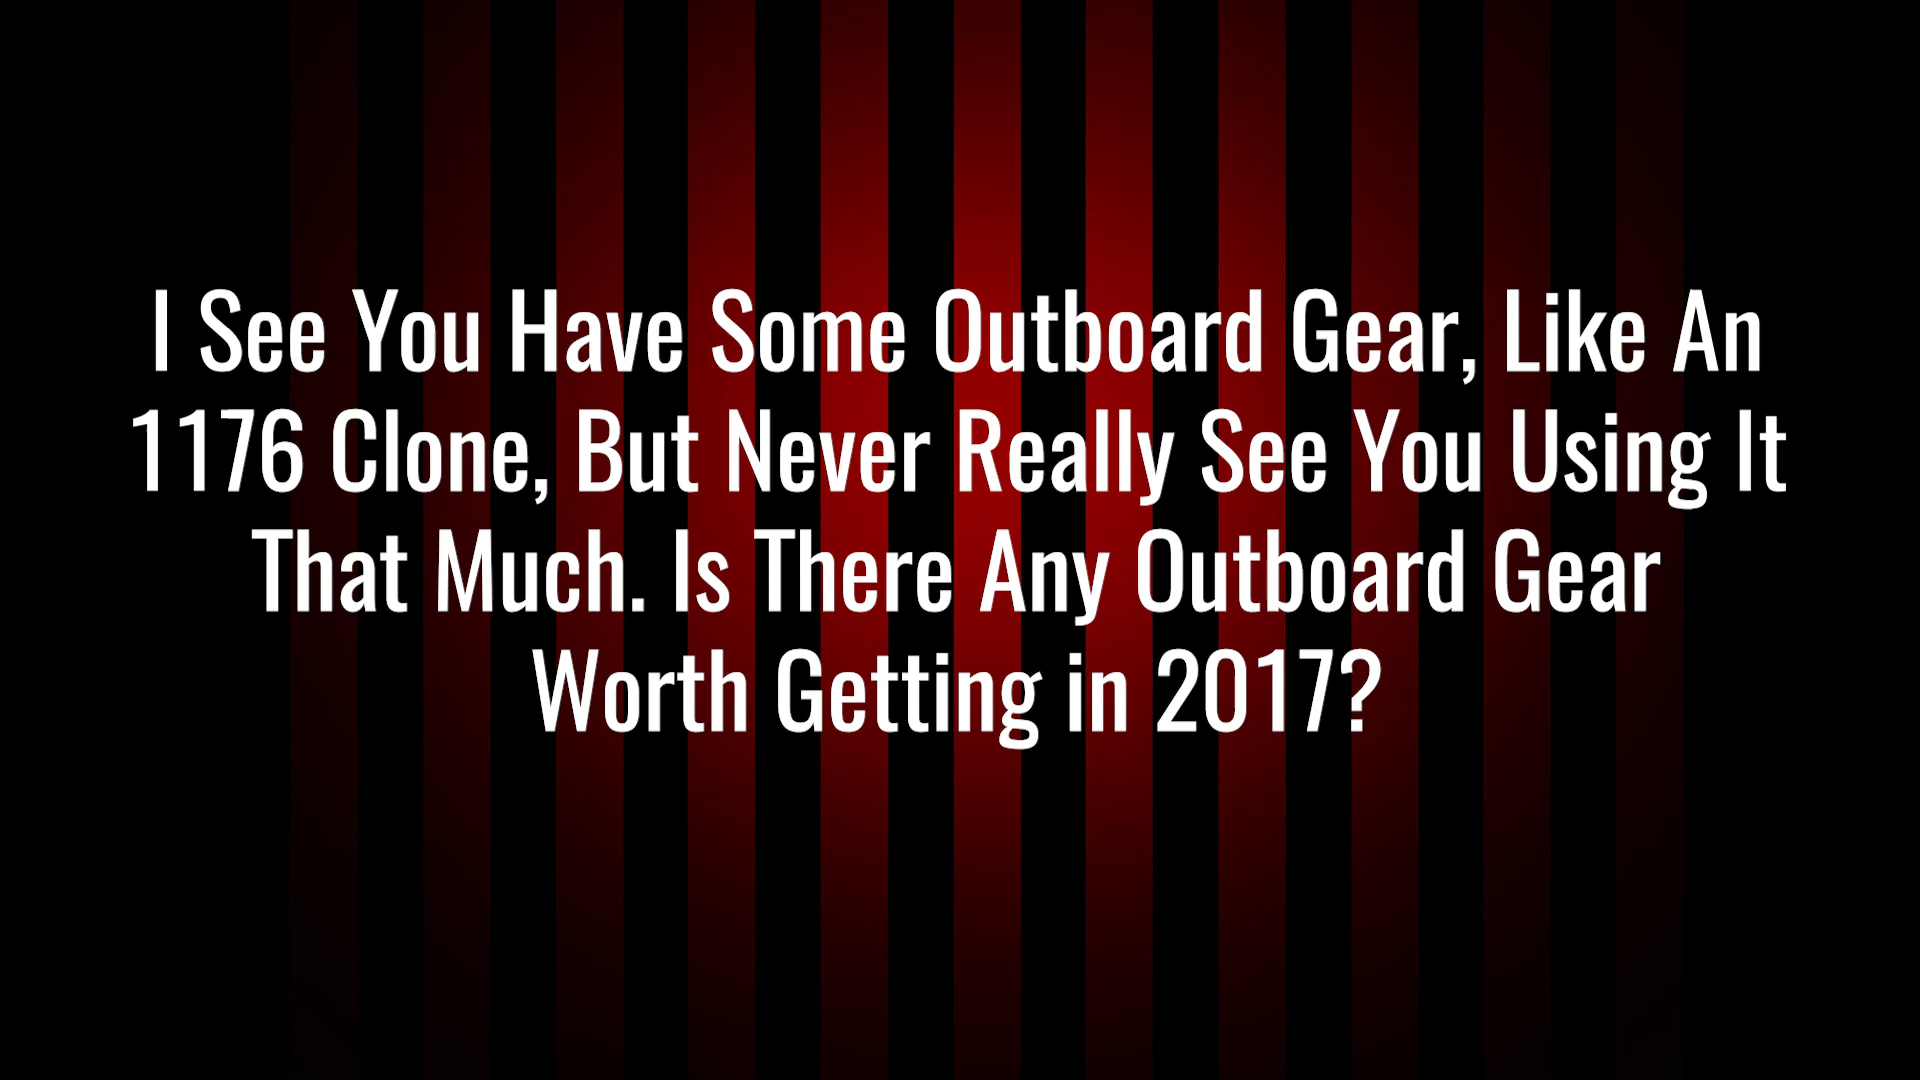 I See You Have Some Outboard Gear, Like An
1176 Clone, But Never Really See You Using It
That Much. Is There Any Outboard Gear
Worth Getting in 2017?